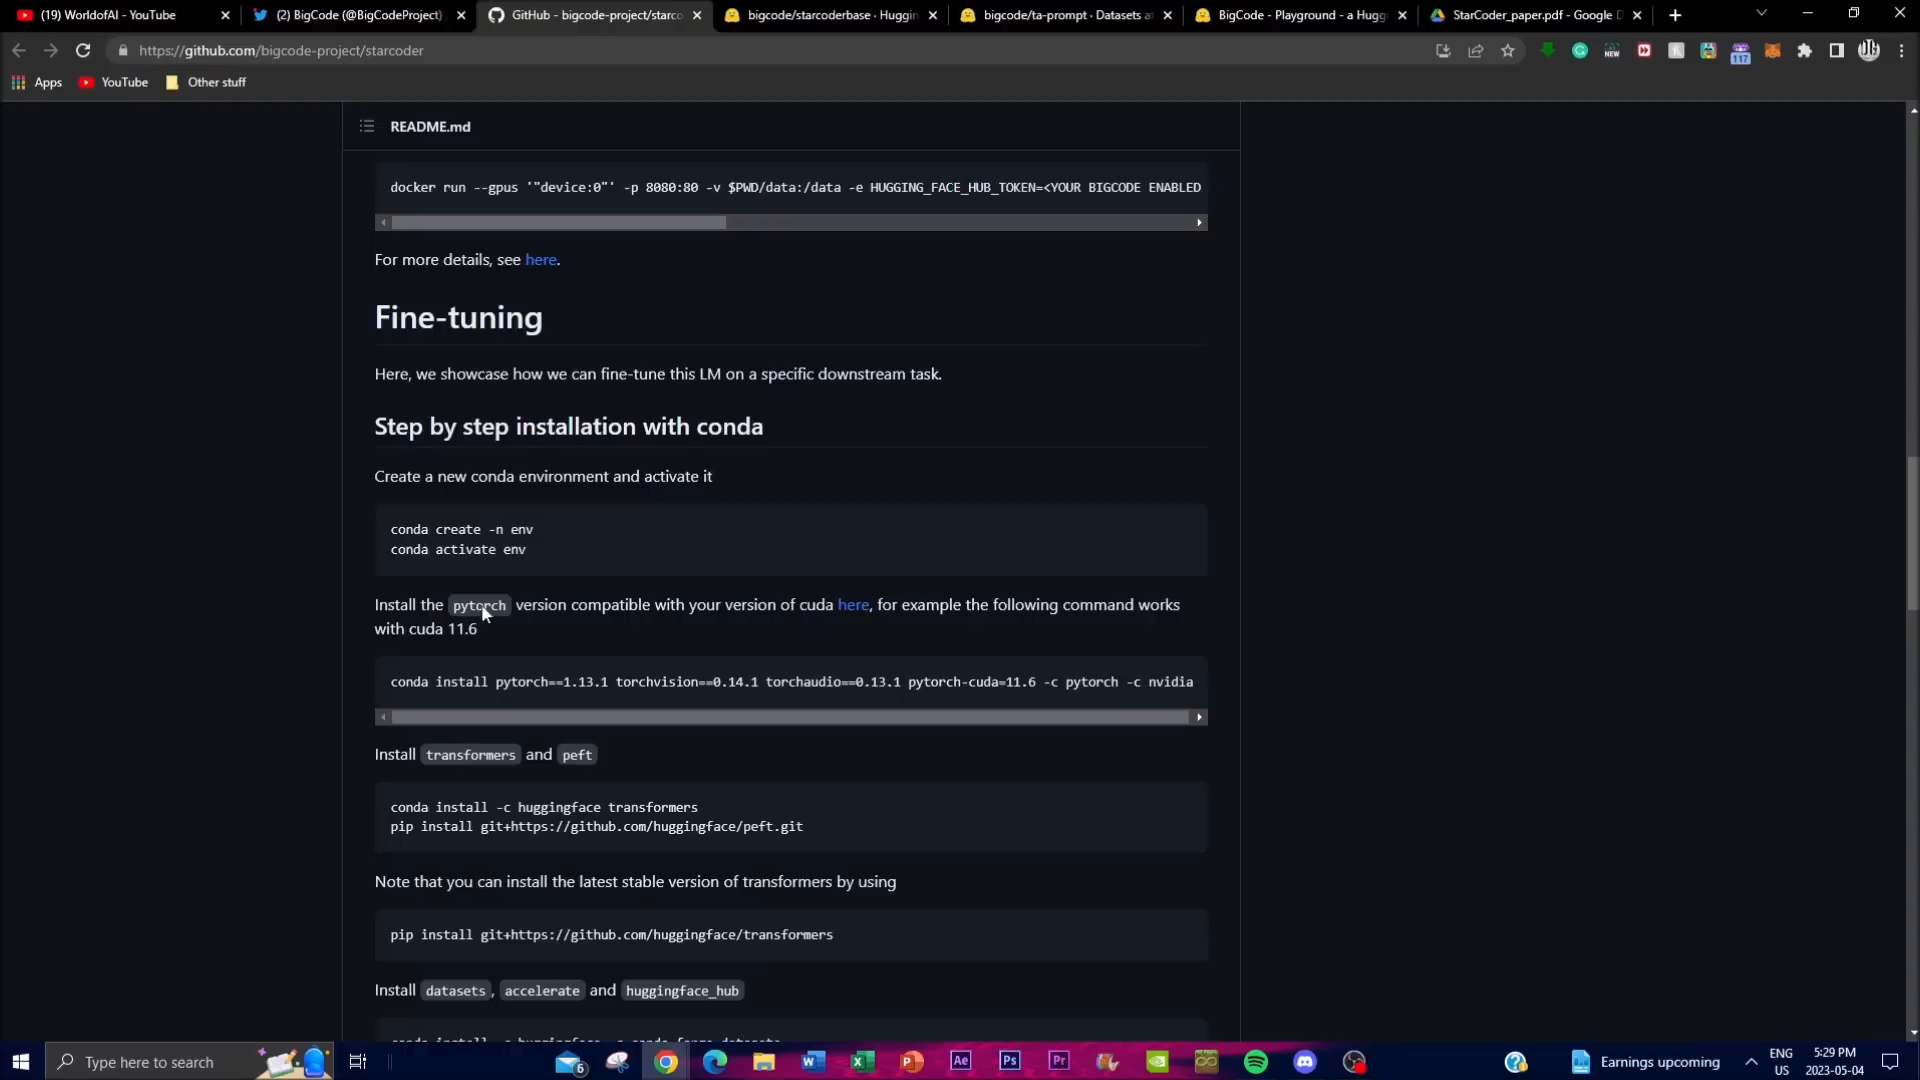 (19) WorldofAI - YouTube
(2) BigCode (@BigCodeProject)
GitHub - bigcode-project/starco
bigcode/starcoderbase · Huggin
bigcode/ta-prompt · Datasets a
BigCode - Playground - a Hugg
StarCoder_paper.pdf - Google D
https://github.com/bigcode-project/starcoder
NEW
117
Apps
YouTube
Other stuff
README.md
docker run --gpus '"device:0"' -p 8080:80 -v $PWD/data:/data -e HUGGING_FACE_HUB_TOKEN=<YOUR BIGCODE ENABLED
For more details, see here.
Fine-tuning
Here, we showcase how we can fine-tune this LM on a specific downstream task.
Step by step installation with conda
Create a new conda environment and activate it
conda create -n env
conda activate env
Install the pytorch version compatible with your version of cuda here, for example the following command works
with cuda 11.6
conda install pytorch==1.13.1 torchvision==0.14.1 torchaudio==0.13.1 pytorch-cuda=11.6 -c pytorch -c nvidia
Install transformers and peft
conda install -c huggingface transformers
pip install git+https://github.com/huggingface/peft.git
Note that you can install the latest stable version of transformers by using
pip install git+https://github.com/huggingface/transformers
Install datasets, accelerate and huggingface_hub
Type here to search
6
Ae
Ps
Pr
Earnings upcoming
ENG
US
5:29 PM
2023-05-04